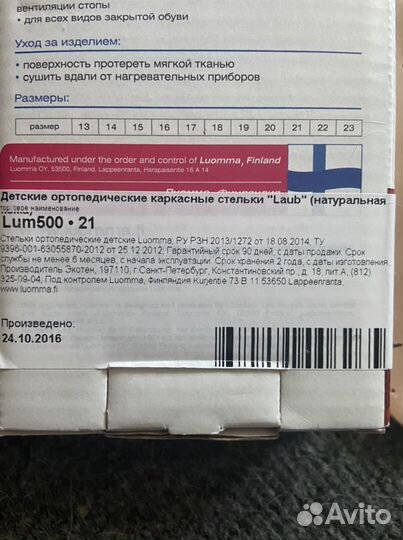 вентиляции стопы
• для всех видов закрытой обуви
Уход за изделием:
• поверхность протереть мягкой тканью
• сушить вдали от нагревательных приборов
Размеры:
размер 13 14 15 16 17 18 19 20 21 22 23
Manufactured under the order and control of Luomma, Finland
Luomma OY, 53500, Finland, Lappeenranta, Harapaisentie 16 A 14
Детские ортопедические каркасные стельки "Laub" (натуральная
торговое наименование
Lum500 • 21
Стельки ортопедические детские Luomma, РУ РЗН 2013/1272 от 18.08.2014, ТУ
9396-001-63055870-2012 от 25.12.2012, Гарантийный срок 90 дней, с даты продажи. Срок
службы не менее 6 месяцев, с начала эксплуатации. Срок хранения 2 года, с даты изготовления.
Производитель Экотен, 197110, г.Санкт-Петербург, Константиновский пр., д. 18, лит.А, (812)
325-09-04, Под контролем Luomma, Финляндия Kurjentie 73 B 11 53650 Lappeenranta,
www.luomma.fi
Произведено:
24.10.2016
Avito